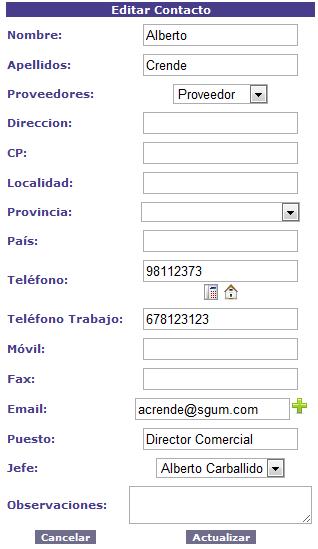 Editar Contacto
Nombre: Alberto
Apellidos: Crende
Proveedores: Proveedor
Direccion:
CP:
Localidad:
Provincia:
País:
Teléfono: 98112373
Teléfono Trabajo: 678123123
Móvil:
Fax:
Email: acrende@sgum.com
Puesto: Director Comercial
Jefe: Alberto Carballido
Observaciones:
Cancelar Actualizar